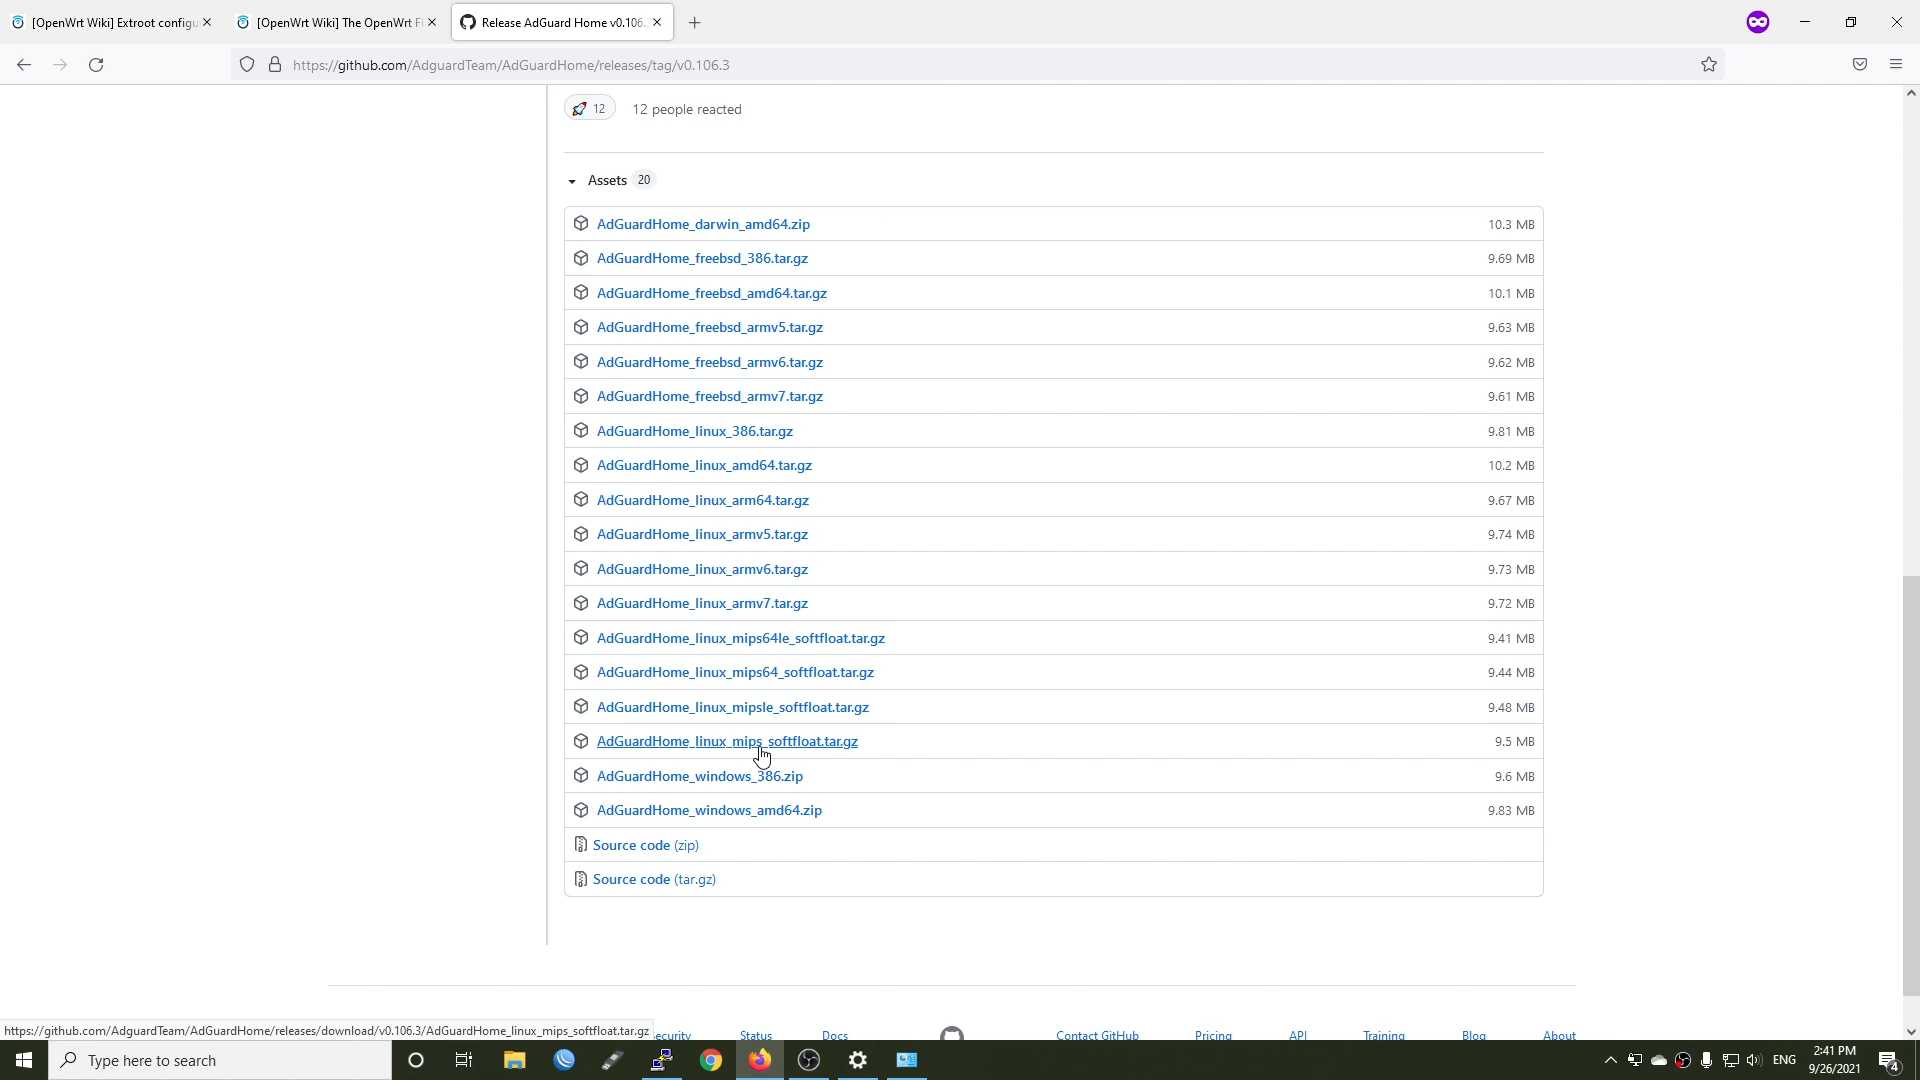 [OpenWrt Wiki] Extroot configu
[OpenWrt Wiki] The OpenWrt Fl
Release AdGuard Home v0.106.
https://github.com/AdguardTeam/AdGuardHome/releases/tag/v0.106.3
12
12 people reacted
Assets 20
AdGuardHome_darwin_amd64.zip 10.3 MB
AdGuardHome_freebsd_386.tar.gz 9.69 MB
AdGuardHome_freebsd_amd64.tar.gz 10.1 MB
AdGuardHome_freebsd_armv5.tar.gz 9.63 MB
AdGuardHome_freebsd_armv6.tar.gz 9.62 MB
AdGuardHome_freebsd_armv7.tar.gz 9.61 MB
AdGuardHome_linux_386.tar.gz 9.81 MB
AdGuardHome_linux_amd64.tar.gz 10.2 MB
AdGuardHome_linux_arm64.tar.gz 9.67 MB
AdGuardHome_linux_armv5.tar.gz 9.74 MB
AdGuardHome_linux_armv6.tar.gz 9.73 MB
AdGuardHome_linux_armv7.tar.gz 9.72 MB
AdGuardHome_linux_mips64le_softfloat.tar.gz 9.41 MB
AdGuardHome_linux_mips64_softfloat.tar.gz 9.44 MB
AdGuardHome_linux_mipsle_softfloat.tar.gz 9.48 MB
AdGuardHome_linux_mips_softfloat.tar.gz 9.5 MB
AdGuardHome_windows_386.zip 9.6 MB
AdGuardHome_windows_amd64.zip 9.83 MB
Source code (zip)
Source code (tar.gz)
https://github.com/AdguardTeam/AdGuardHome/releases/download/v0.106.3/AdGuardHome_linux_mips_softfloat.tar.gz
ecurity Status Docs Contact GitHub Pricing API Training Blog About
Type here to search
ENG
2:41 PM
9/26/2021
4